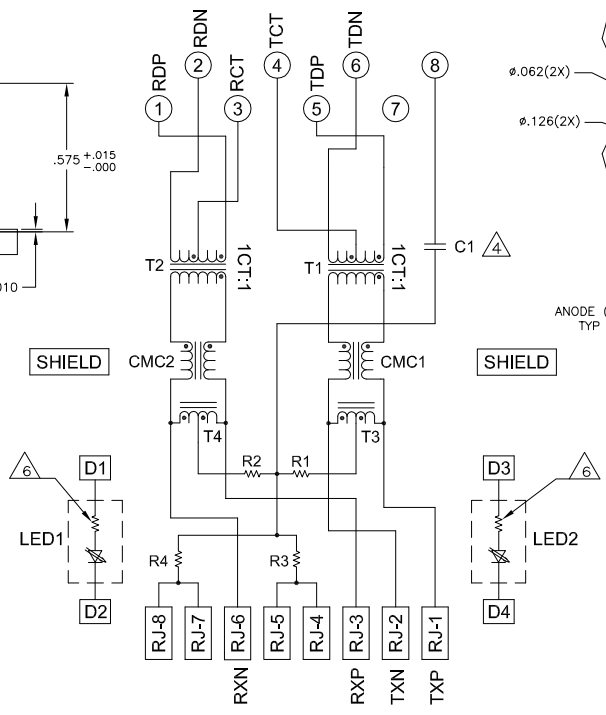 RDN
TCT
TDN
2
4
6
8
RDP
RCT
TDP
1
3
5
7
ø.062(2X)
ø.126(2X)
.575 +.015
-.000
010
T2
1CT:1
T1
1CT:1
C1
4
ANODE (
TYP
SHIELD
CMC2
CMC1
SHIELD
T4
T3
R2
R1
6
D1
D3
6
LED1
LED2
R4
R3
D2
D4
RJ-8
RJ-7
RJ-6
RJ-5
RJ-4
RJ-3
RJ-2
RJ-1
RXN
RXP
TXN
TXP